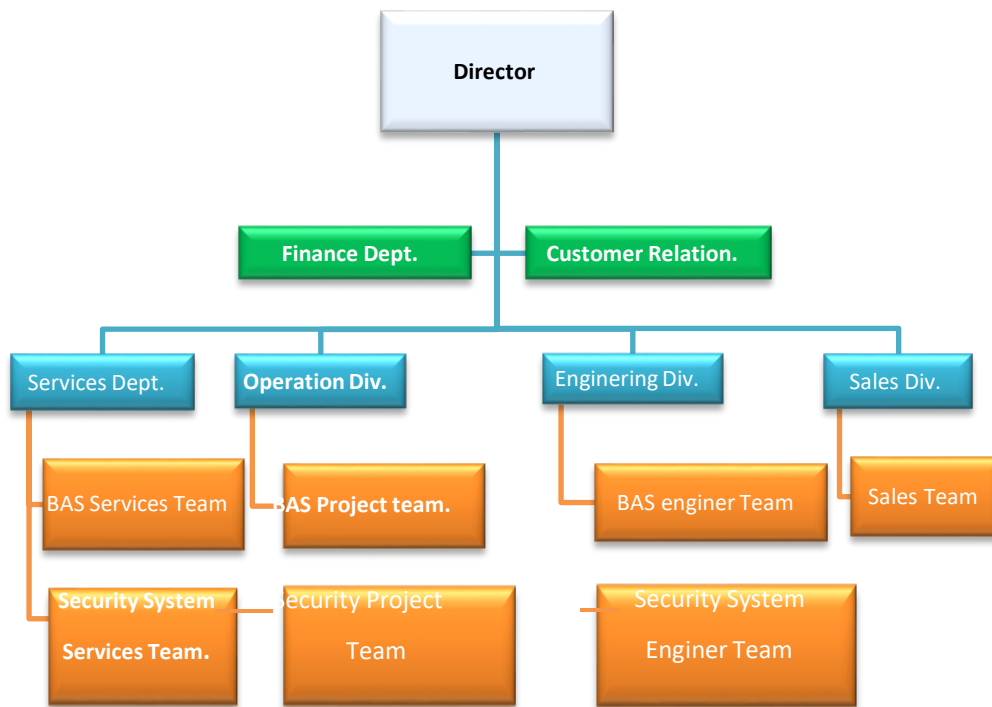 Director
Finance Dept.
Customer Relation.
Services Dept.
Operation Div.
Enginering Div.
Sales Div.
BAS Services Team
BAS Project team.
BAS enginer Team
Sales Team
Security System
Services Team.
Security Project
Team
Security System
Enginer Team